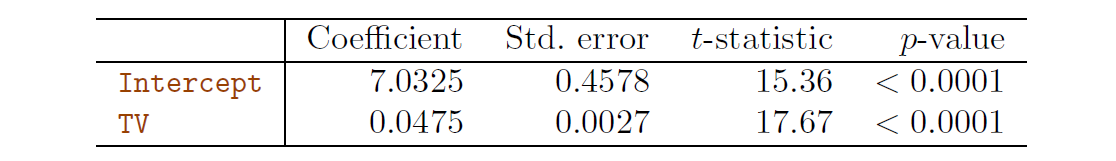 Coefficient Std. error t-statistic p-value
Intercept 7.0325 0.4578 15.36 < 0.0001
TV 0.0475 0.0027 17.67 < 0.0001